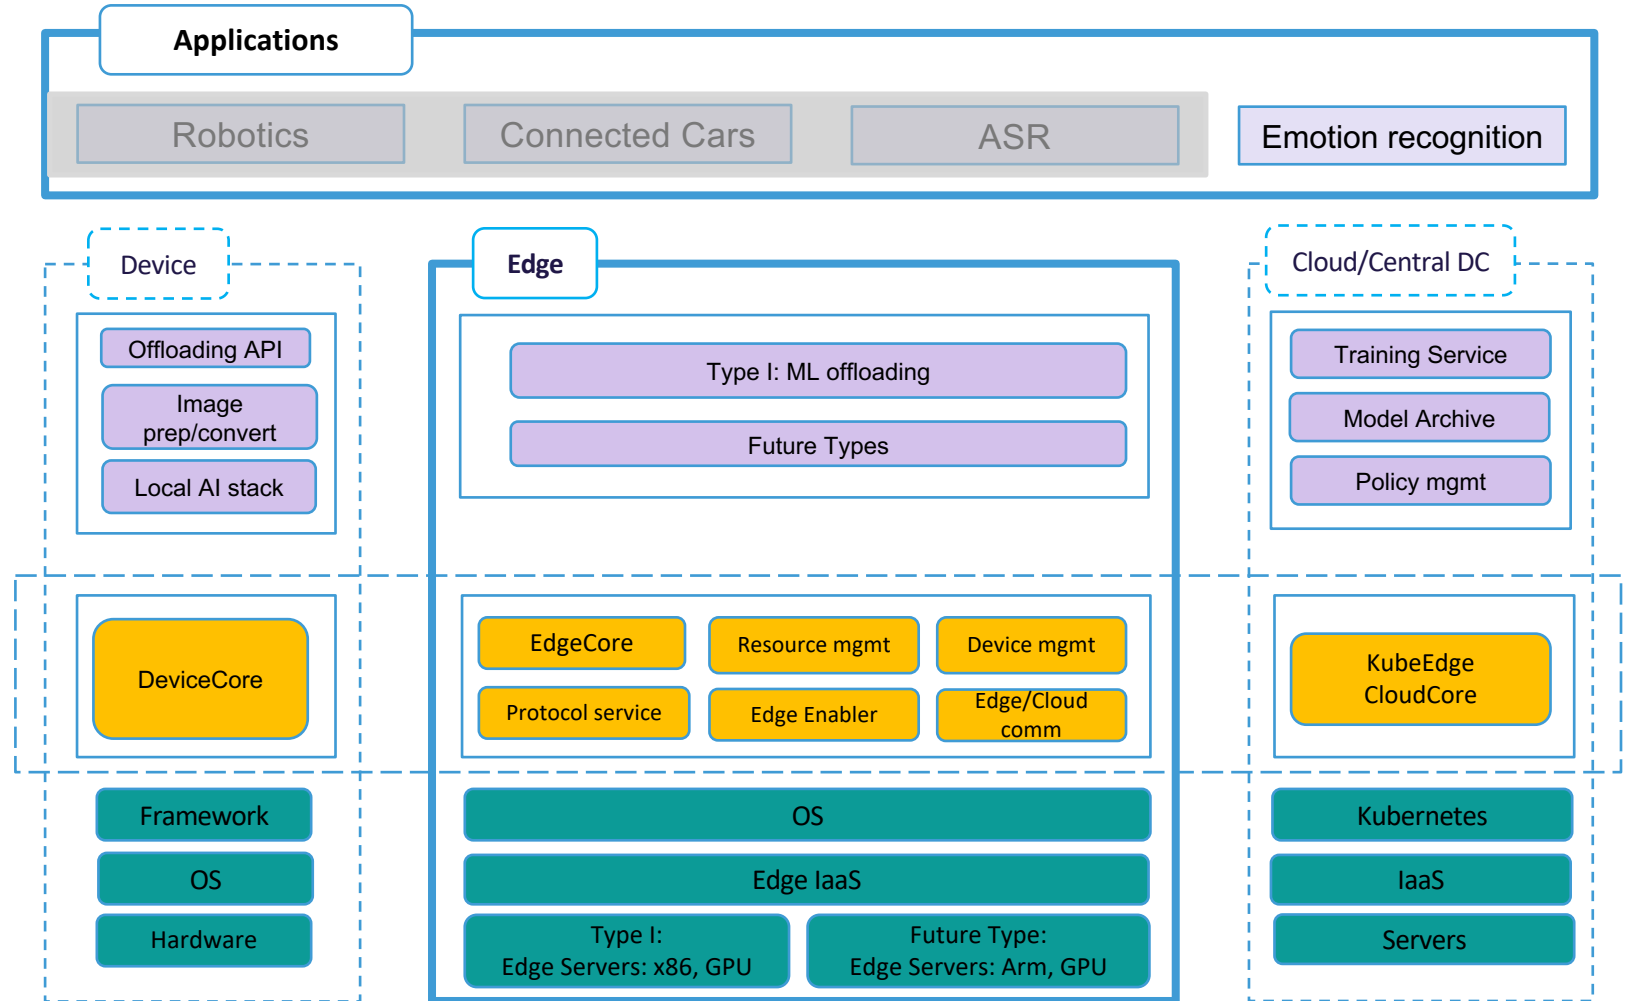 Applications
Robotics
Connected Cars
ASR
Emotion recognition
Device
Offloading API
Image
prep/convert
Local AI stack
DeviceCore
Framework
OS
Hardware
Edge
Type I: ML offloading
Future Types
EdgeCore
Resource mgmt
Device mgmt
Protocol service
Edge Enabler
Edge/Cloud
comm
OS
Edge IaaS
Type I:
Edge Servers: x86, GPU
Future Type:
Edge Servers: Arm, GPU
Cloud/Central DC
Training Service
Model Archive
Policy mgmt
KubeEdge
CloudCore
Kubernetes
IaaS
Servers